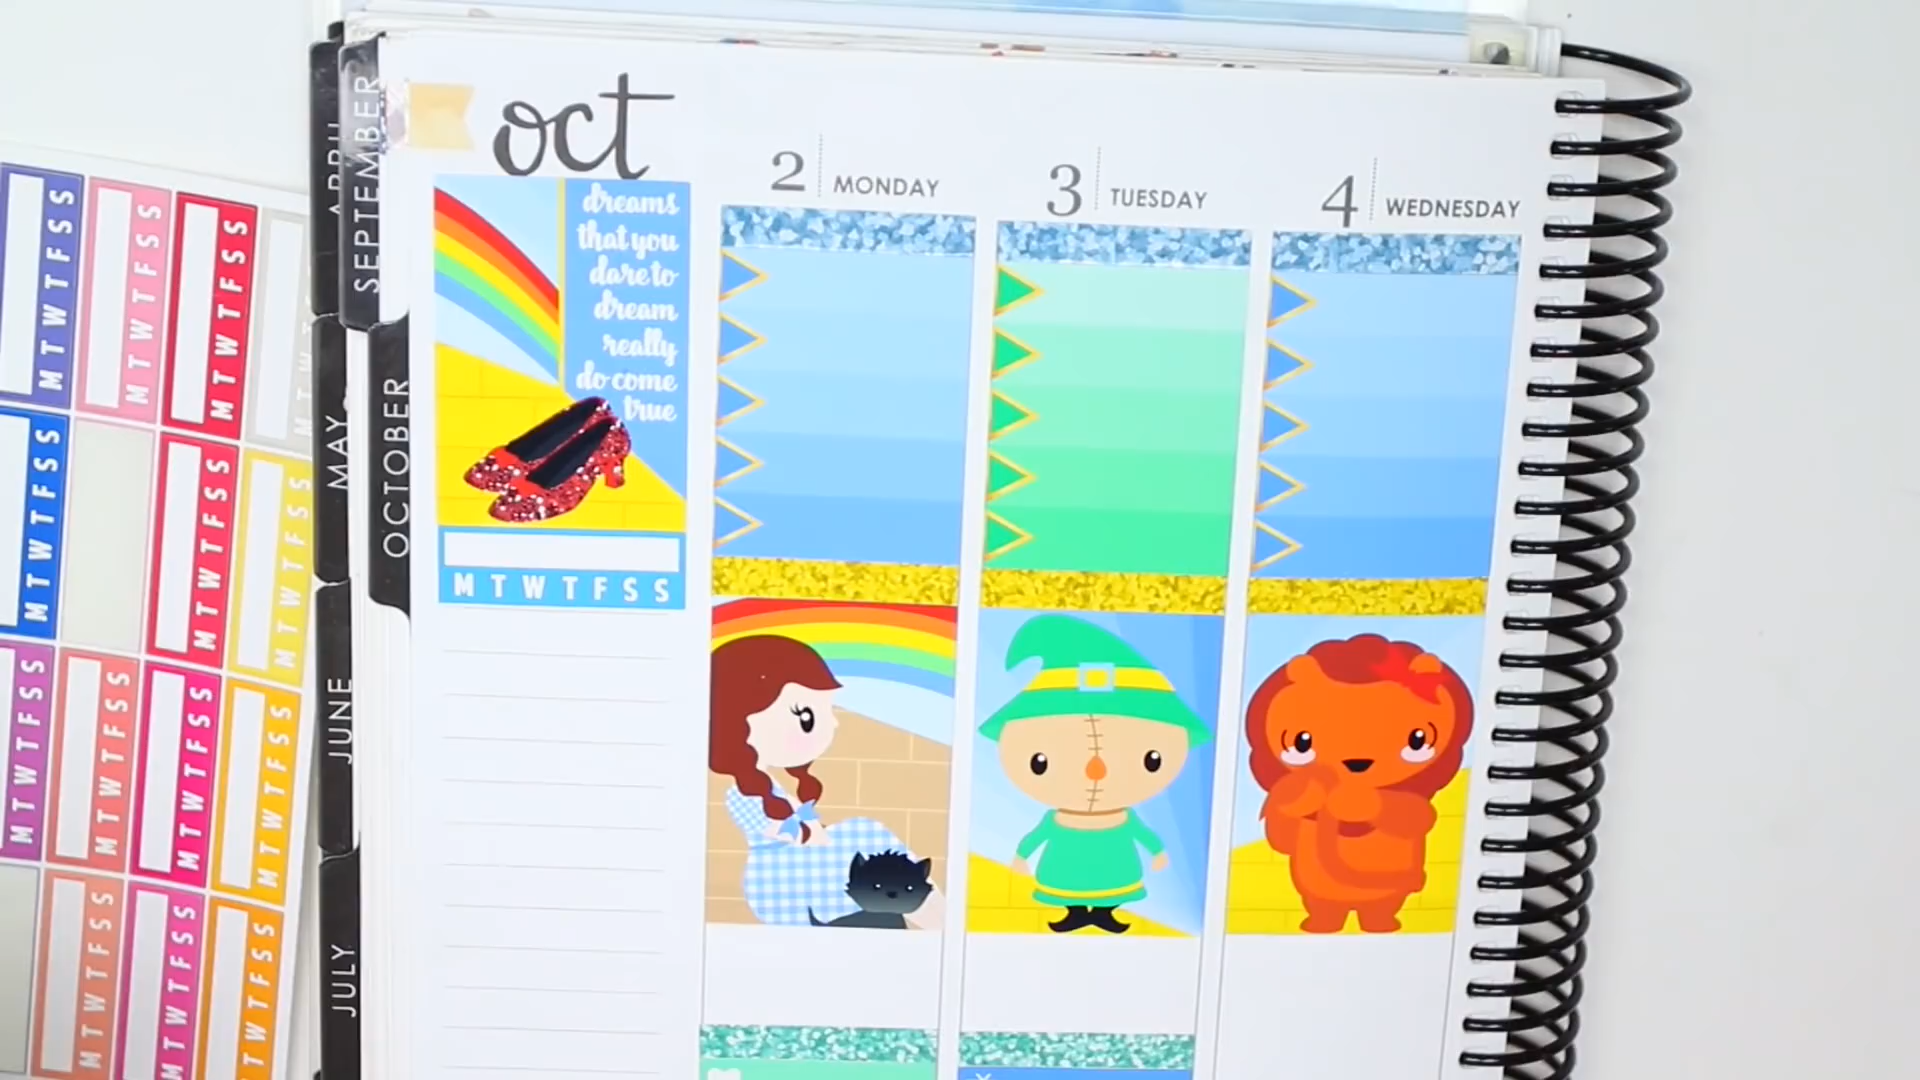 oct
2 MONDAY
3 TUESDAY
4 WEDNESDAY
dreams
that you
dare to
dream
really
do come
true
M T W T F S S
APRIL
SEPTEMBER
MAY
OCTOBER
JUNE
JULY
M T W T F S S
M T W T F S S
M T W T F S S
M T W T F S S
M T W T F S S
M T W T F S S
M T W T F S S
M T W T F S S
M T W T F S S
M T W T F S S
M T W T F S S
M T W T F S S
M T W T F S S